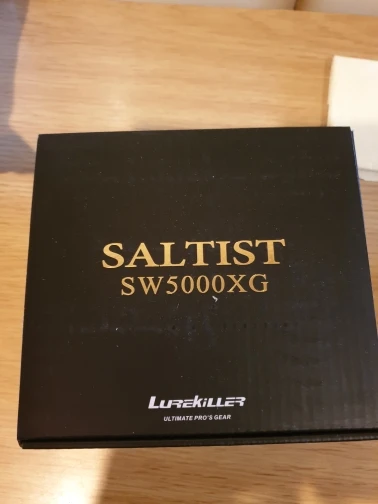 SALTIST
SW5000XG
LUREKILLER
ULTIMATE PRO'S GEAR